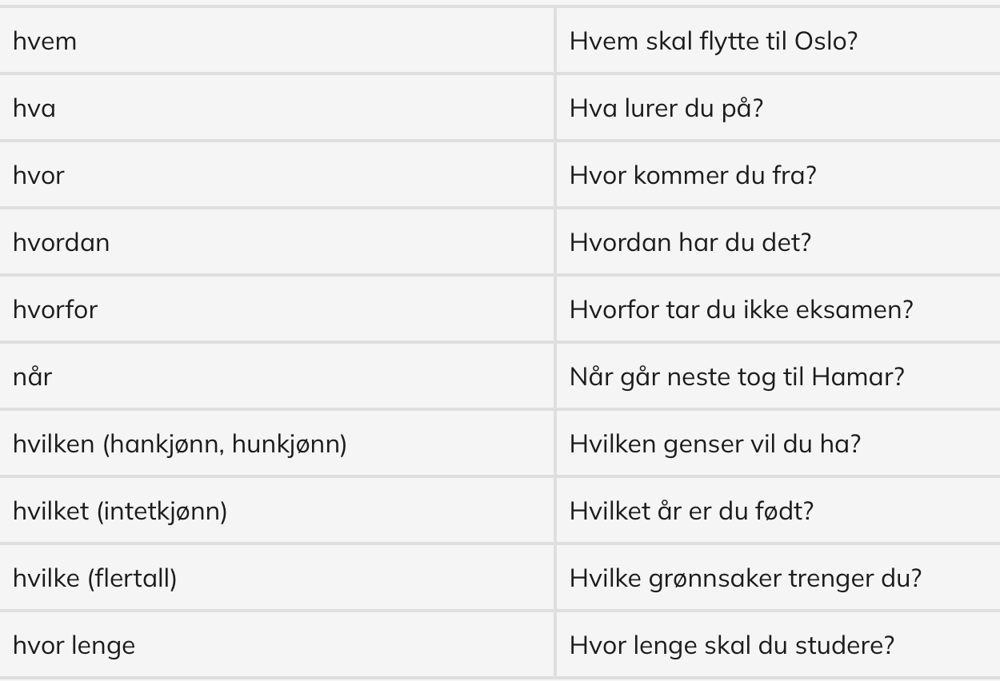 hvem
Hvem skal flytte til Oslo?
hva
Hva lurer du på?
hvor
Hvor kommer du fra?
hvordan
Hvordan har du det?
hvorfor
Hvorfor tar du ikke eksamen?
når
Når går neste tog til Hamar?
hvilken (hankjønn, hunkjønn)
Hvilken genser vil du ha?
hvilket (intetkjønn)
Hvilket år er du født?
hvilke (flertall)
Hvilke grønnsaker trenger du?
hvor lenge
Hvor lenge skal du studere?